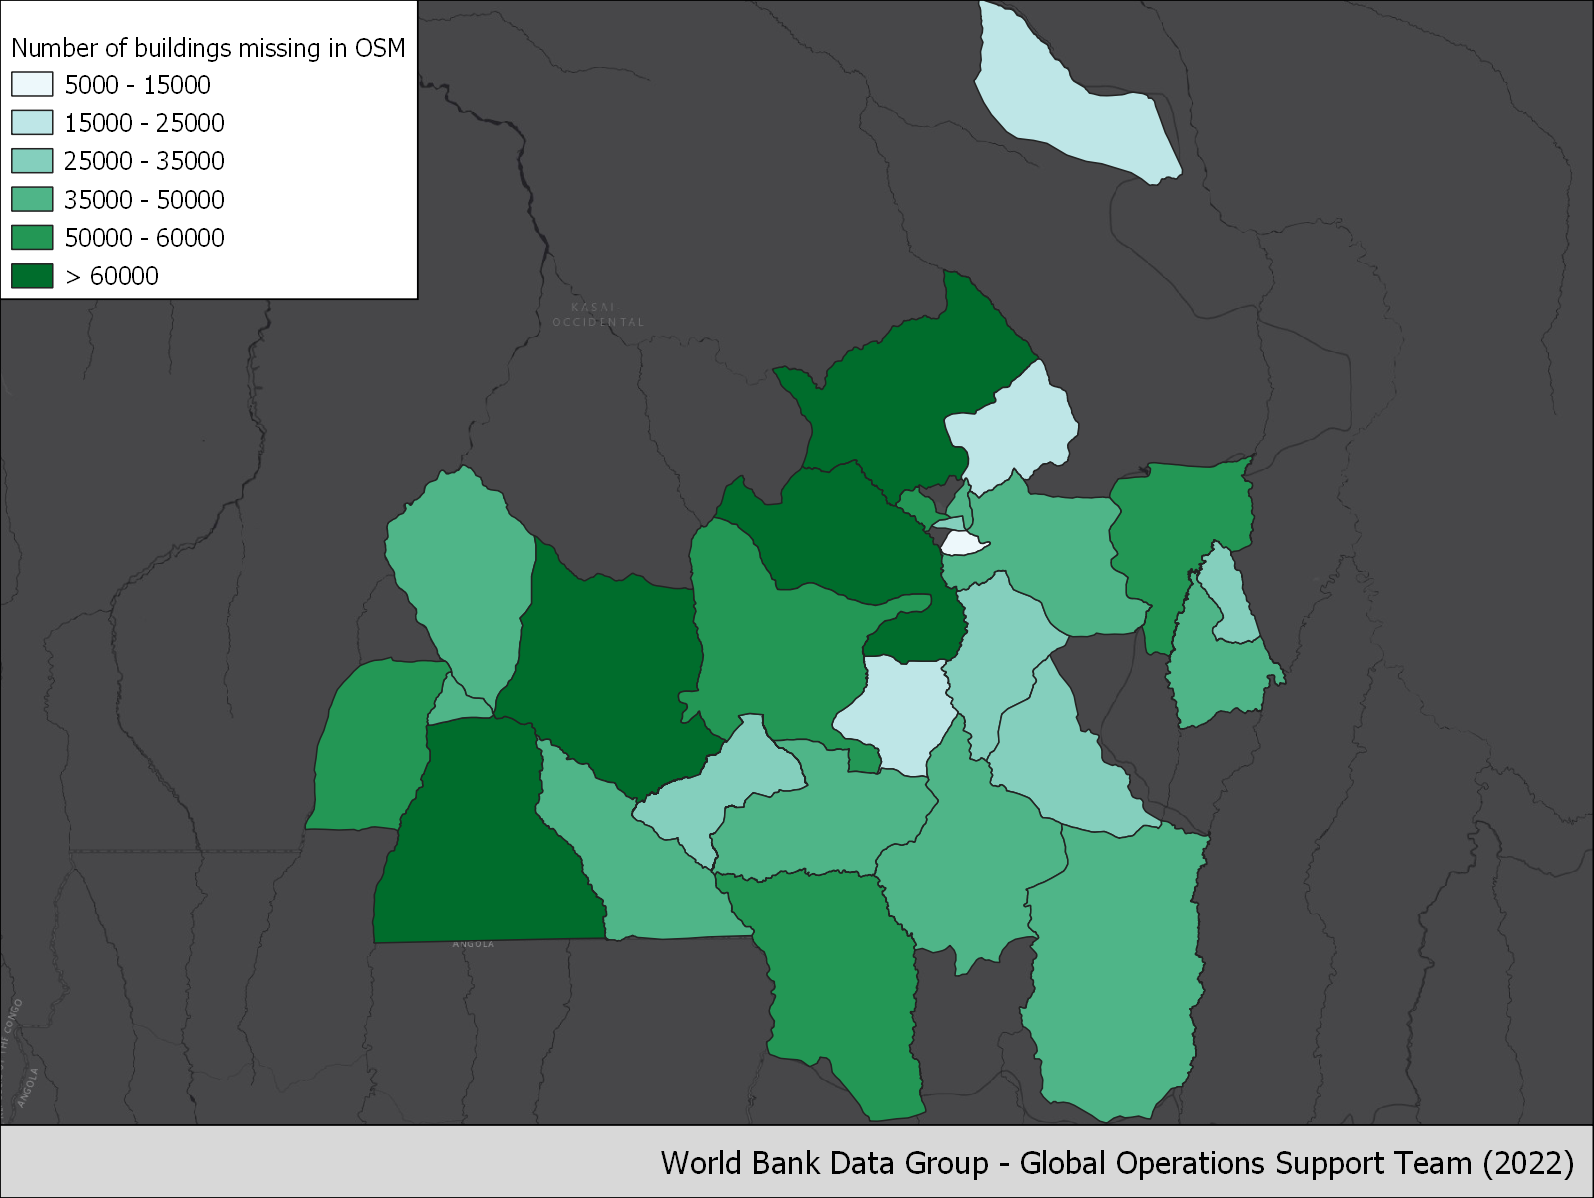 Number of buildings missing in OSM
5000 - 15000
15000 - 25000
25000 - 35000
35000 - 50000
50000 - 60000
> 60000
KASAI
OCCIDENTAL
ANGOLA
THE CONGO
ANGOLA
World Bank Data Group - Global Operations Support Team (2022)